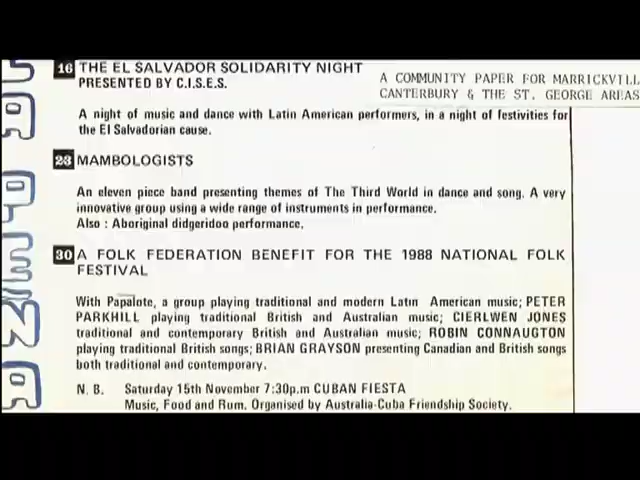 16 THE EL SALVADOR SOLIDARITY NIGHT
PRESENTED BY C.I.S.E.S.
A COMMUNITY PAPER FOR MARRICKVILL
CANTERBURY & THE ST. GEORGE AREAS
A night of music and dance with Latin American performers, in a night of festivities for
the El Salvadorian cause.
23 MAMBOLOGISTS
An eleven piece band presenting themes of The Third World in dance and song. A very
innovative group using a wide range of instruments in performance.
Also : Aboriginal didgeridoo performance.
30 A FOLK FEDERATION BENEFIT FOR THE 1988 NATIONAL FOLK
FESTIVAL
With Papalote, a group playing traditional and modern Latin American music; PETER
PARKHILL playing traditional British and Australian music; CIERLWEN JONES
traditional and contemporary British and Australian music; ROBIN CONNAUGTON
playing traditional British songs; BRIAN GRAYSON presenting Canadian and British songs
both traditional and contemporary.
N. B. Saturday 15th November 7:30p.m CUBAN FIESTA
Music, Food and Rum. Organised by Australia-Cuba Friendship Society.
LA PEÑA